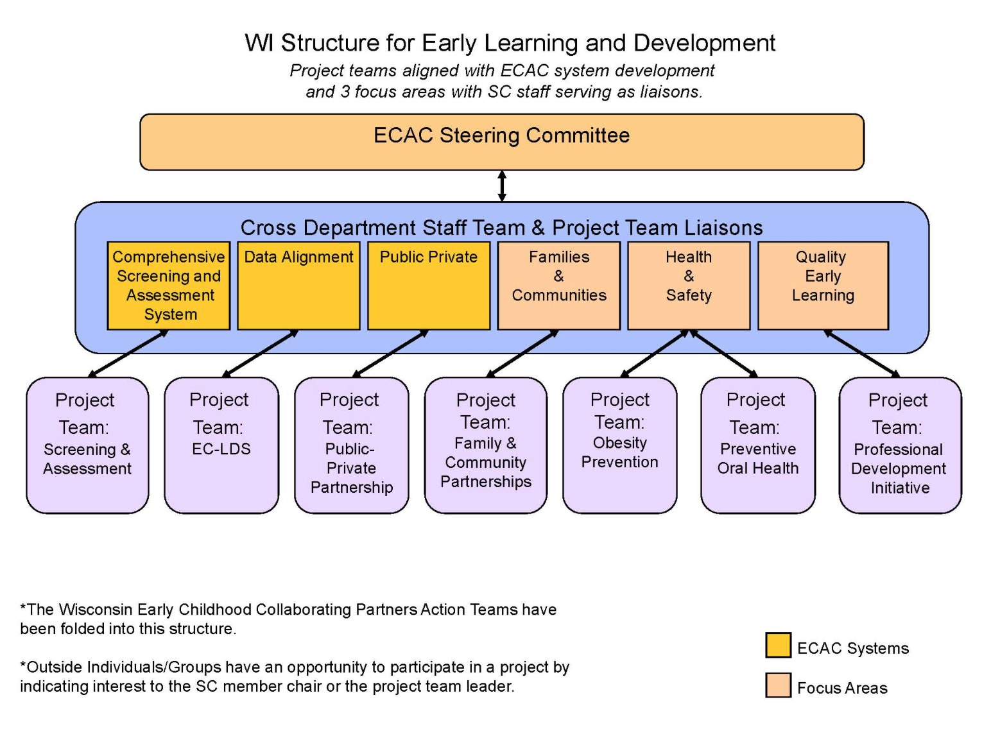 WI Structure for Early Learning and Development
Project teams aligned with ECAC system development
and 3 focus areas with SC staff serving as liaisons.
ECAC Steering Committee
Cross Department Staff Team & Project Team Liaisons
Comprehensive
Screening and
Assessment
System
Data Alignment
Public Private
Families
&
Communities
Health
&
Safety
Quality
Early
Learning
Project
Team:
Screening &
Assessment
Project
Team:
EC-LDS
Project
Team:
Public-
Private
Partnership
Project
Team:
Family &
Community
Partnerships
Project
Team:
Obesity
Prevention
Project
Team:
Preventive
Oral Health
Project
Team:
Professional
Development
Initiative
*The Wisconsin Early Childhood Collaborating Partners Action Teams have
been folded into this structure.
*Outside Individuals/Groups have an opportunity to participate in a project by
indicating interest to the SC member chair or the project team leader.
ECAC Systems
Focus Areas